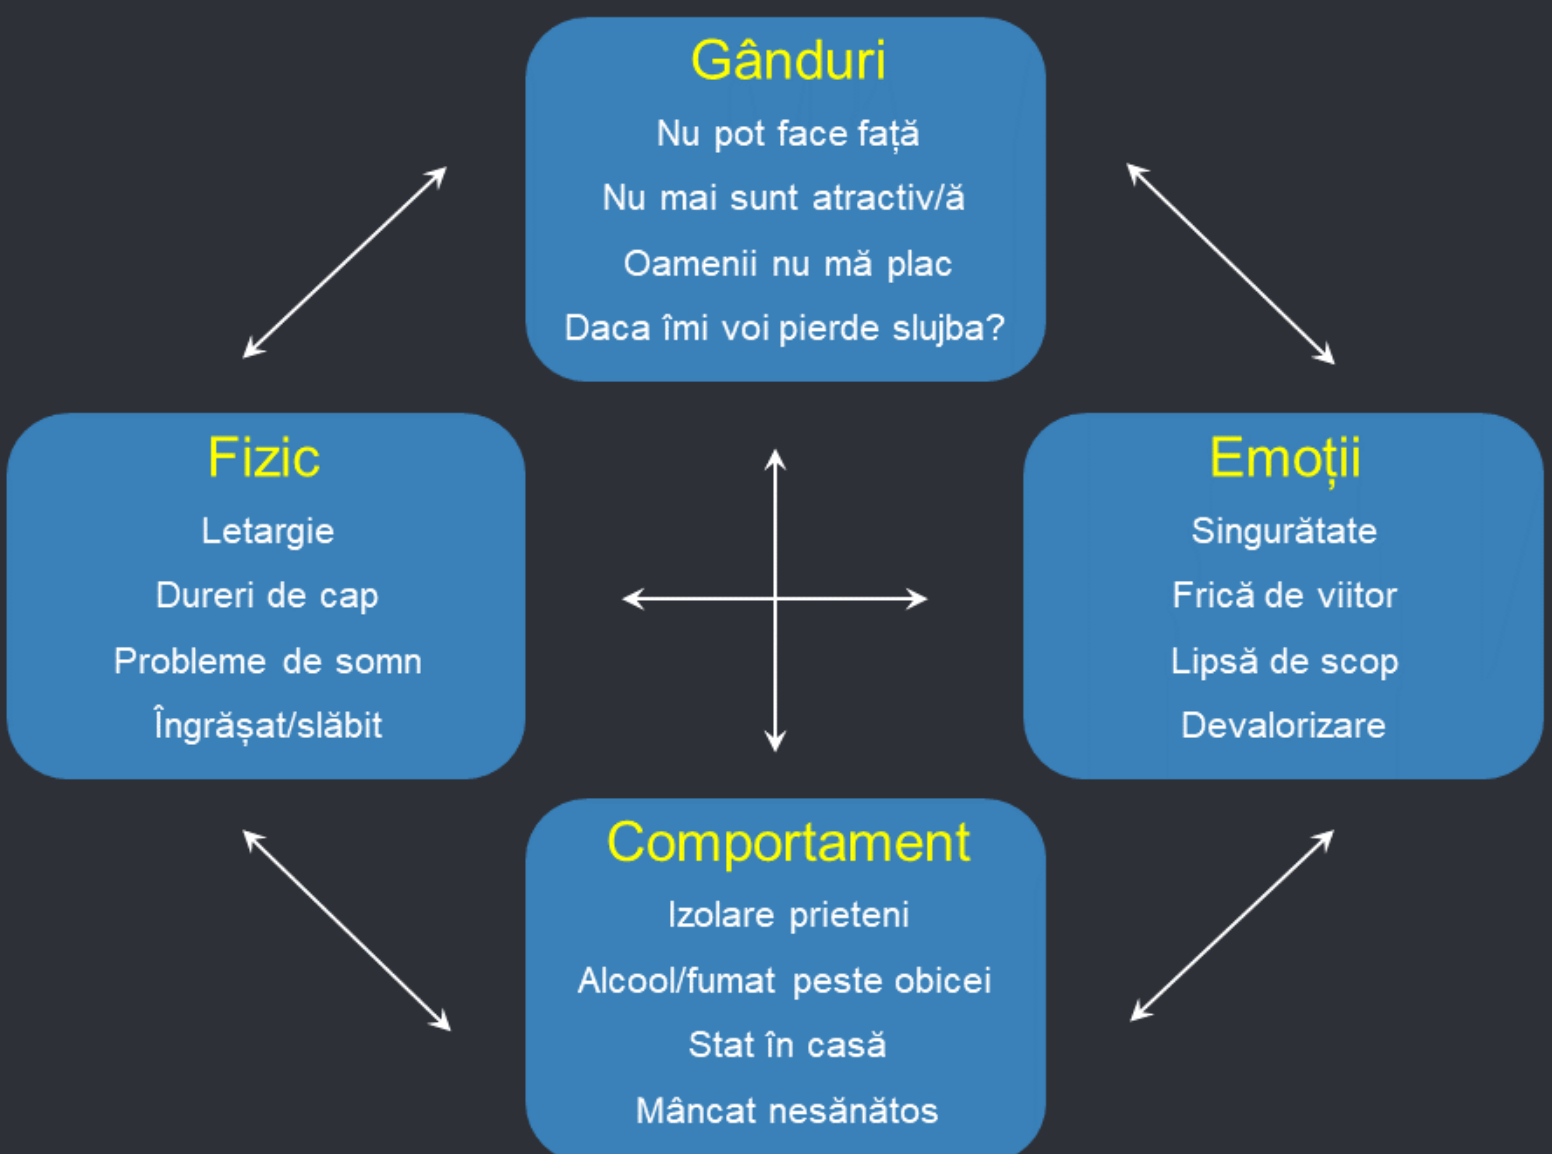 Gânduri
Nu pot face față
Nu mai sunt atractiv/ă
Oamenii nu mă plac
Daca îmi voi pierde slujba?
Fizic
Letargie
Dureri de cap
Probleme de somn
Îngrășat/slăbit
Emoții
Singurătate
Frică de viitor
Lipsă de scop
Devalorizare
Comportament
Izolare prieteni
Alcool/fumat peste obicei
Stat în casă
Mâncat nesănătos